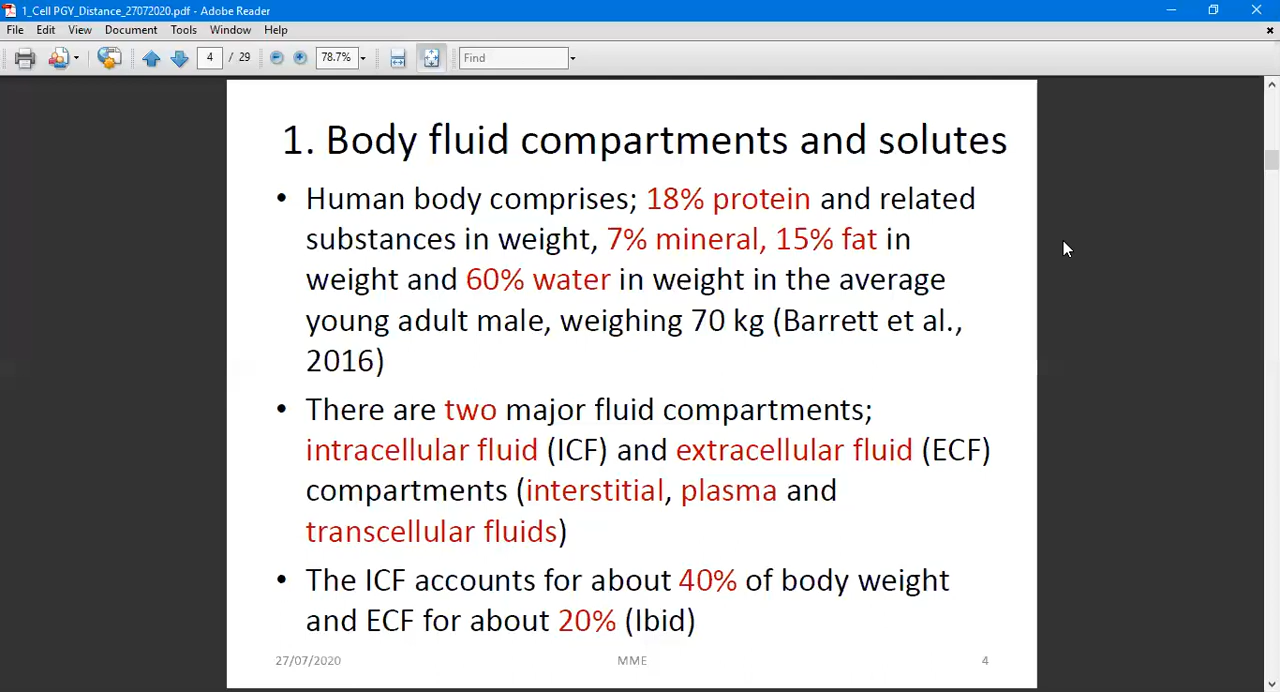 1_Cell PGY_Distance_27072020.pdf - Adobe Reader
File Edit View Document Tools Window Help
4 / 29 78.7% Find
1. Body fluid compartments and solutes
• Human body comprises; 18% protein and related
substances in weight, 7% mineral, 15% fat in
weight and 60% water in weight in the average
young adult male, weighing 70 kg (Barrett et al.,
2016)
• There are two major fluid compartments;
intracellular fluid (ICF) and extracellular fluid (ECF)
compartments (interstitial, plasma and
transcellular fluids)
• The ICF accounts for about 40% of body weight
and ECF for about 20% (Ibid)
27/07/2020 MME 4